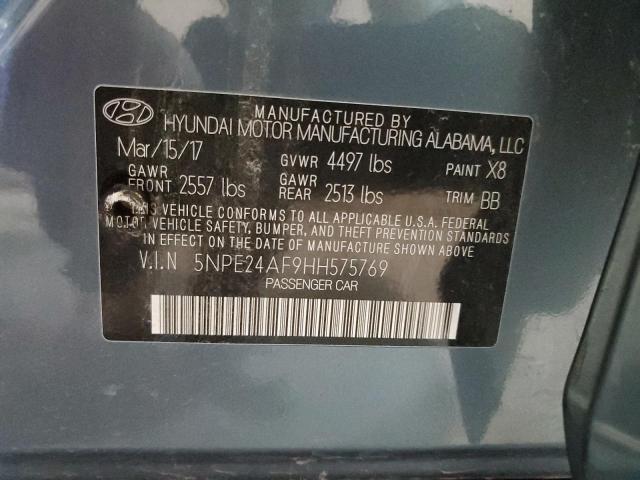 MANUFACTURED BY
HYUNDAI MOTOR MANUFACTURING ALABAMA, LLC
Mar/15/17 GVWR 4497 lbs PAINT X8
GAWR FRONT 2557 lbs GAWR REAR 2513 lbs TRIM BB
THIS VEHICLE CONFORMS TO ALL APPLICABLE U.S.A. FEDERAL
MOTOR VEHICLE SAFETY, BUMPER, AND THEFT PREVENTION STANDARDS
IN EFFECT ON THE DATE OF MANUFACTURE SHOWN ABOVE
V.I.N 5NPE24AF9HH575769
PASSENGER CAR